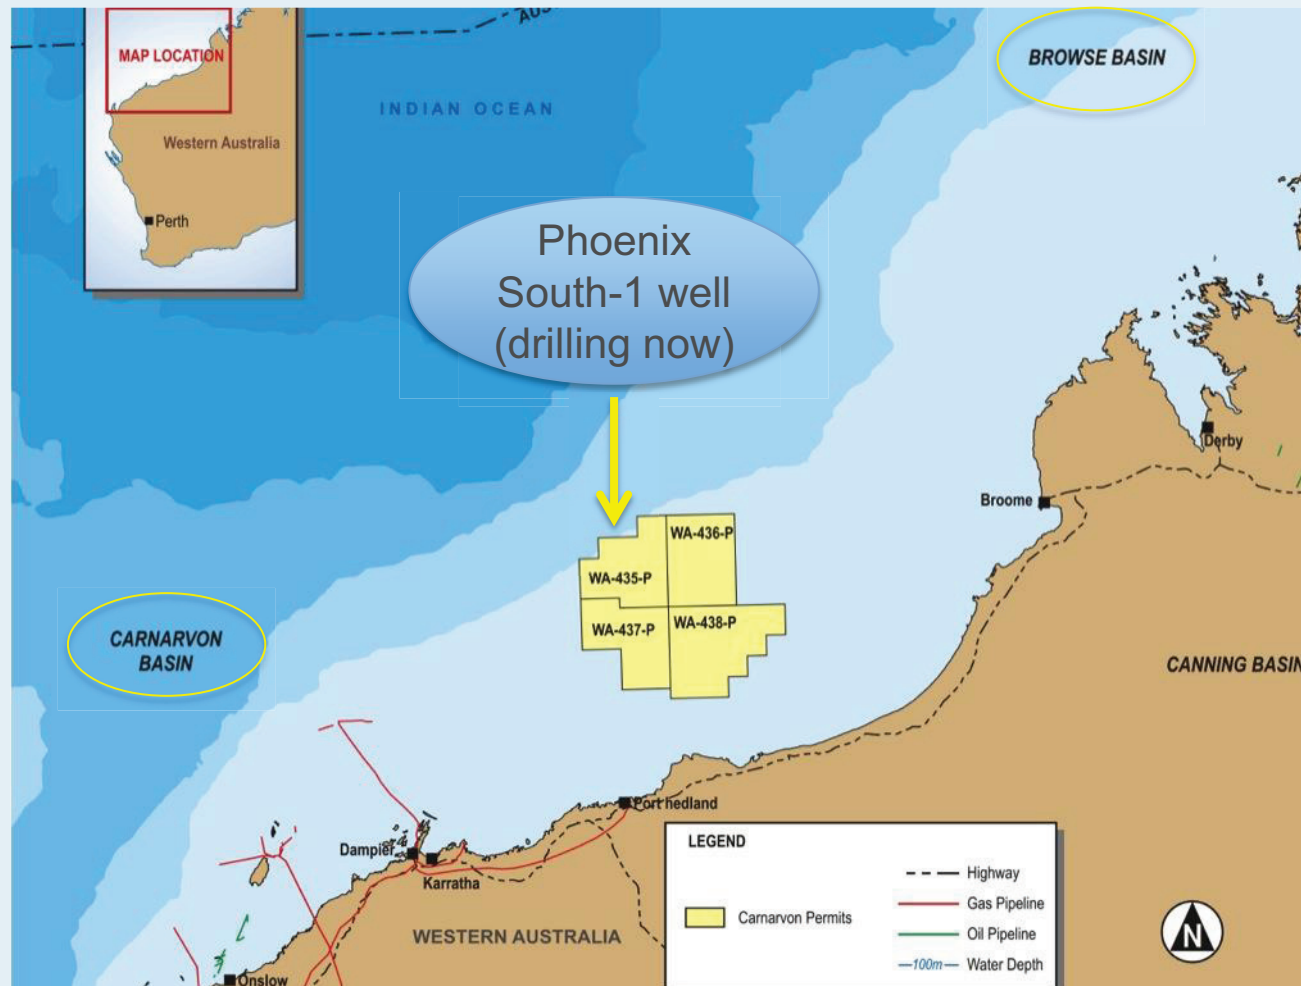 AUS
MAP LOCATION
BROWSE BASIN
INDIAN OCEAN
Western Australia
Perth
Phoenix
South-1 well
(drilling now)
Derby
Broome
WA-436-P
WA-435-P
WA-437-P
WA-438-P
CARNARVON
BASIN
CANNING BASIN
Port hedland
Dampier
Karratha
WESTERN AUSTRALIA
Onslow
LEGEND
Highway
Gas Pipeline
Carnarvon Permits
Oil Pipeline
100m
Water Depth
N